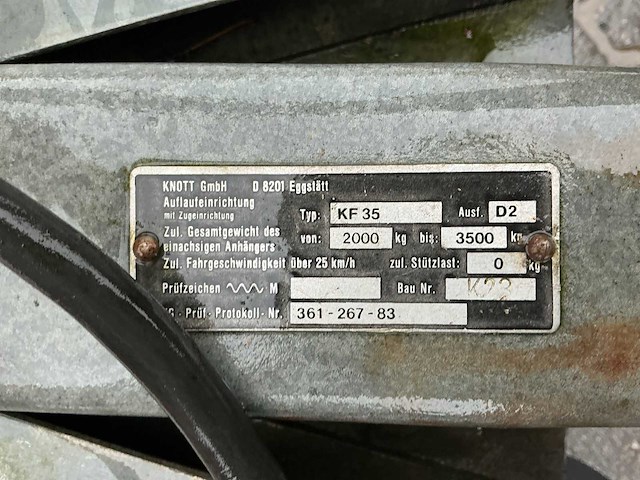 KNOTT GmbH D 8201 Eggstätt
Auflaufeinrichtung
mit Zugeinrichtung Typ: KF 35 Ausf. D2
Zul. Gesamtgewicht des
einachsigen Anhängers von: 2000 kg bis: 3500
Zul. Fahrgeschwindigkeit über 25 km/h zul. Stützlast: 0 kg
Prüfzeichen M Bau Nr.
Prüf - Protokoll - Nr. 361 - 267 - 83